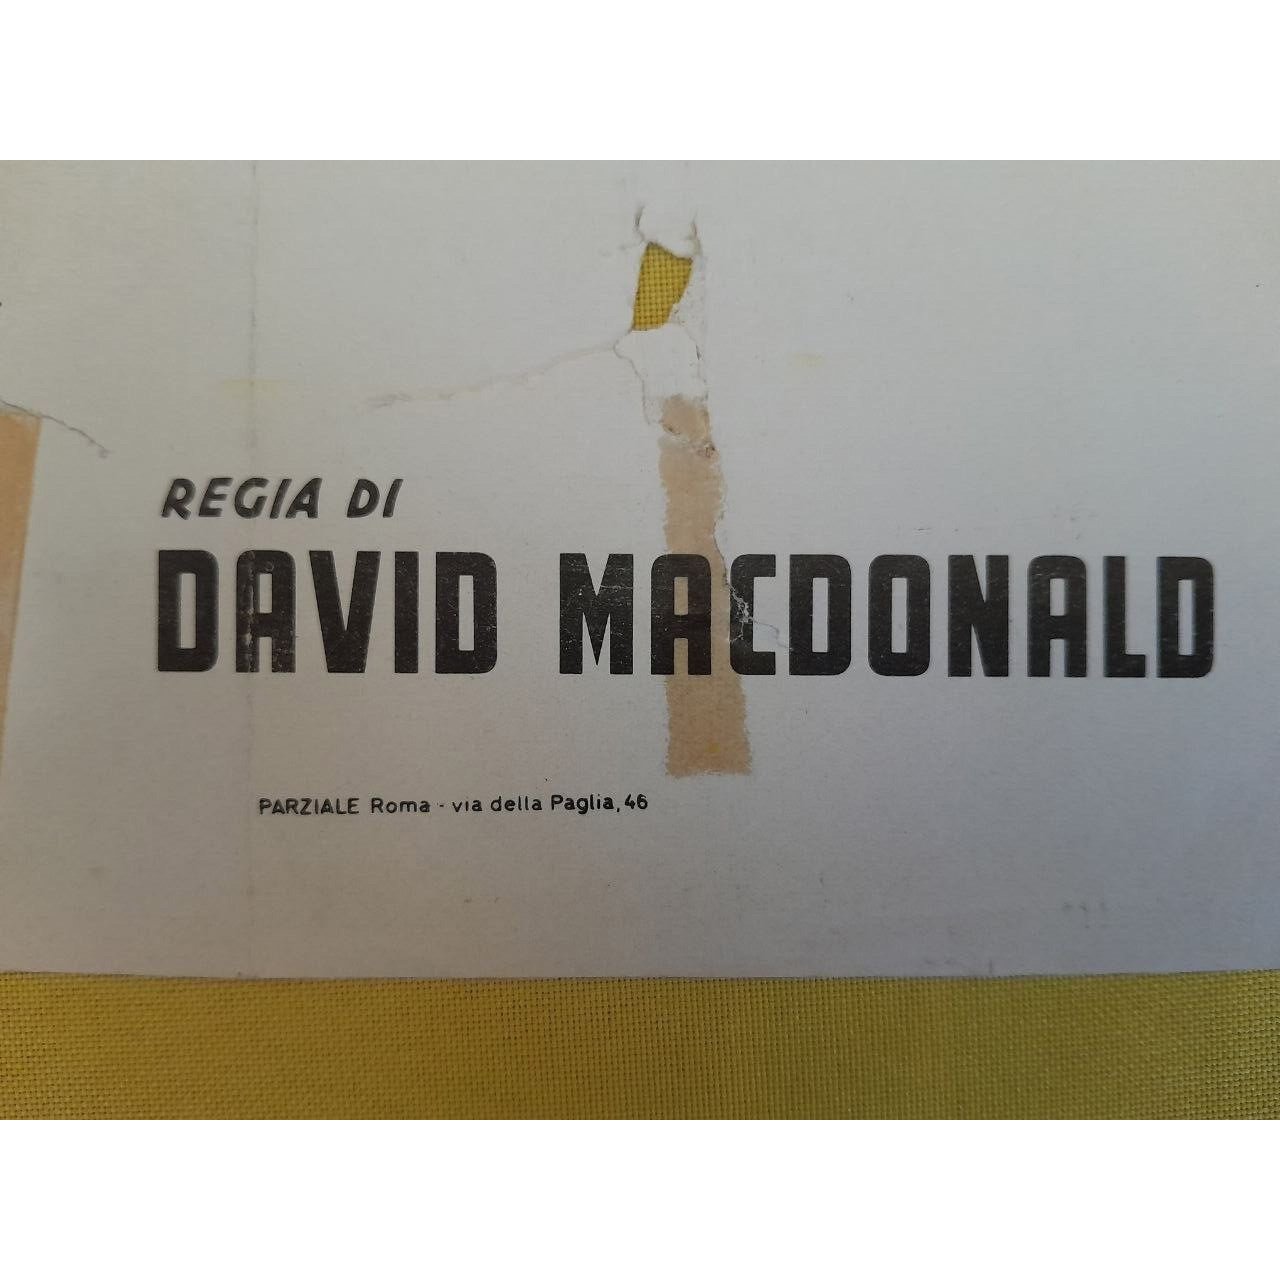 REGIA DI
DAVID MACDONALD
PARZIALE Roma - via della Paglia, 46